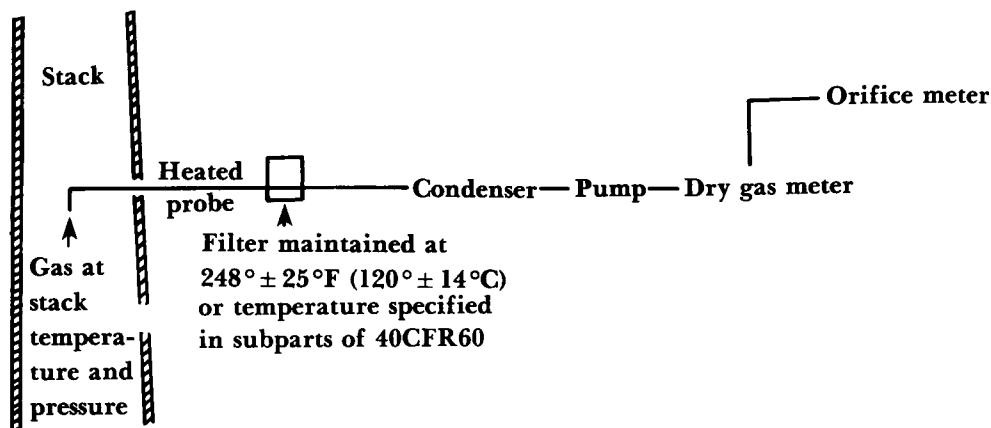 Stack
Orifice meter
Heated
probe
Condenser
Pump
Dry gas meter
Filter maintained at
248° ± 25°F (120° ± 14°C)
or temperature specified
in subparts of 40CFR60
Gas at
stack
tempera-
ture and
pressure